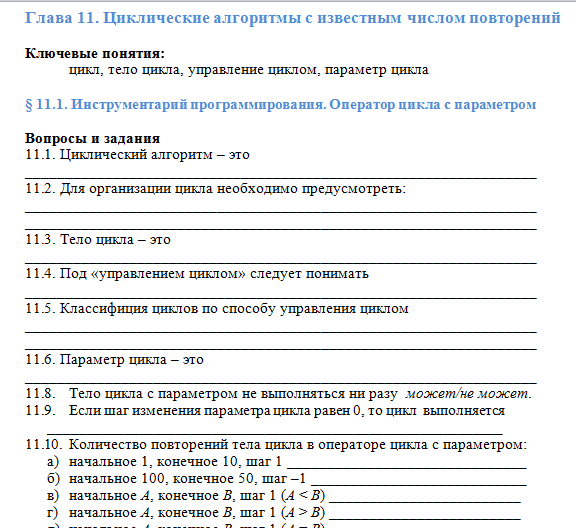 Глава 11. Циклические алгоритмы с известным числом повторений
Ключевые понятия:
цикл, тело цикла, управление циклом, параметр цикла
§ 11.1. Инструментарий программирования. Оператор цикла с параметром
Вопросы и задания
11.1. Циклический алгоритм – это
11.2. Для организации цикла необходимо предусмотреть:
11.3. Тело цикла – это
11.4. Под «управлением циклом» следует понимать
11.5. Классифиция циклов по способу управления циклом
11.6. Параметр цикла – это
11.8. Тело цикла с параметром не выполняться ни разу может/не может.
11.9. Если шаг изменения параметра цикла равен 0, то цикл выполняется
11.10. Количество повторений тела цикла в операторе цикла с параметром:
а) начальное 1, конечное 10, шаг 1
б) начальное 100, конечное 50, шаг –1
в) начальное A, конечное B, шаг 1 (A < B)
г) начальное A, конечное B, шаг 1 (A > B)